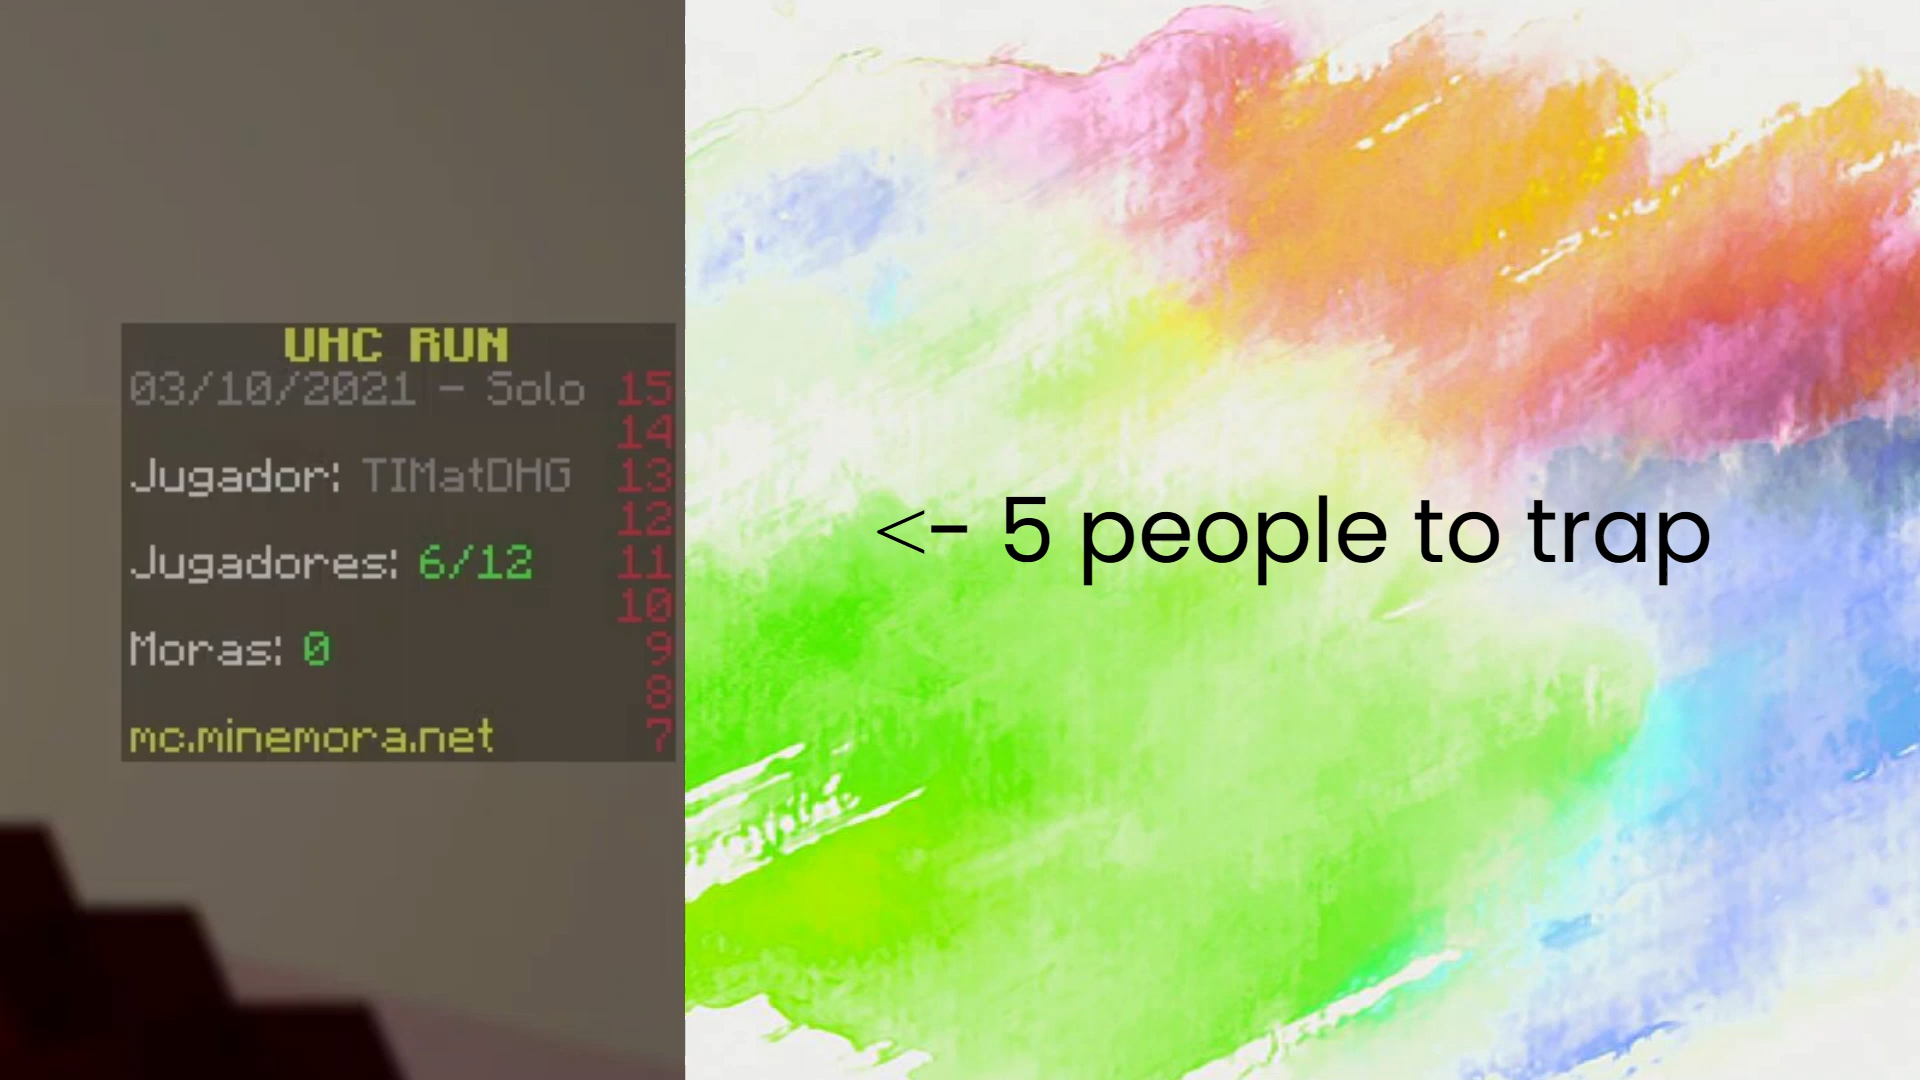 UHC RUN
03/10/2021 - Solo 15
14
Jugador: TIMatDHG 13
12
Jugadores: 6/12 11
10
Moras: 0 9
8
mc.minemora.net 7
<- 5 people to trap